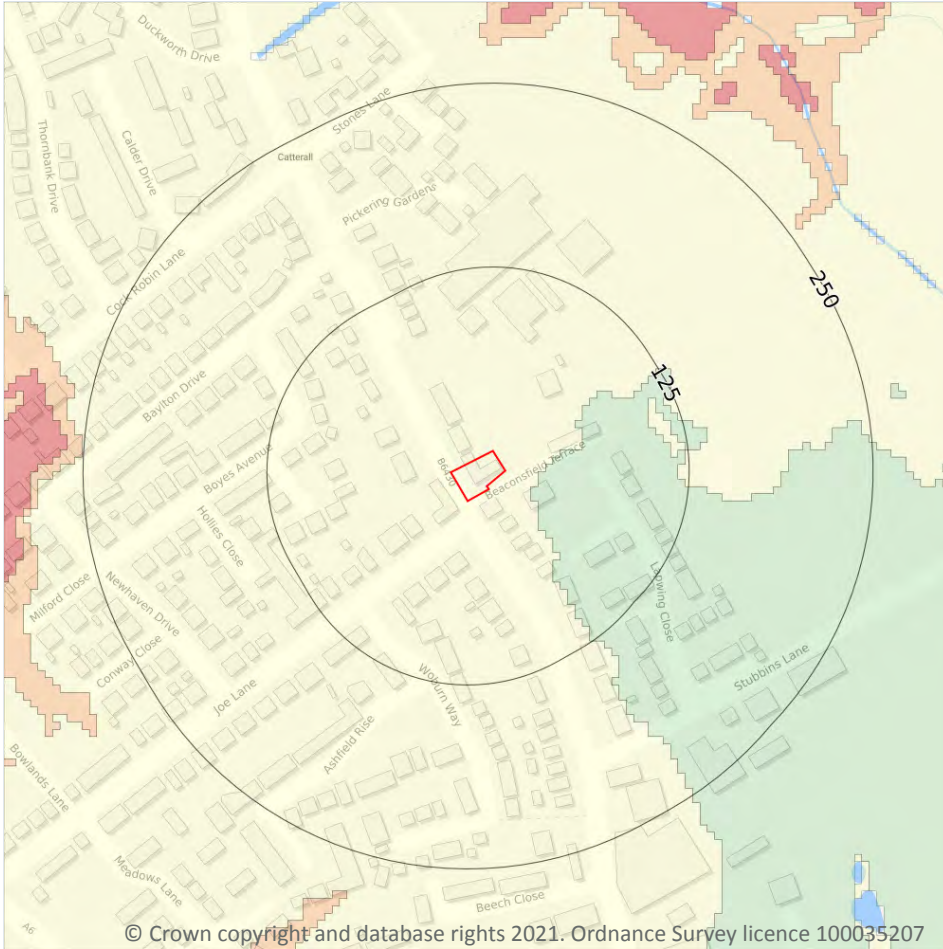 Duckworth Drive
Thornbank Drive
Calder Drive
Stones Lane
Catterall
Pickering Gardens
Cock Robin Lane
250
125
Baylton Drive
Boyes Avenue
B6430
Beaconsfield Terrace
Hollies Close
Milford Close
Newhaven Drive
Conway Close
Lapwing Close
Stubbins Lane
Joe Lane
Woburn Way
Ashfield Rise
Bowlands Lane
Meadows Lane
Beech Close
A6
© Crown copyright and database rights 2021. Ordnance Survey licence 100035207